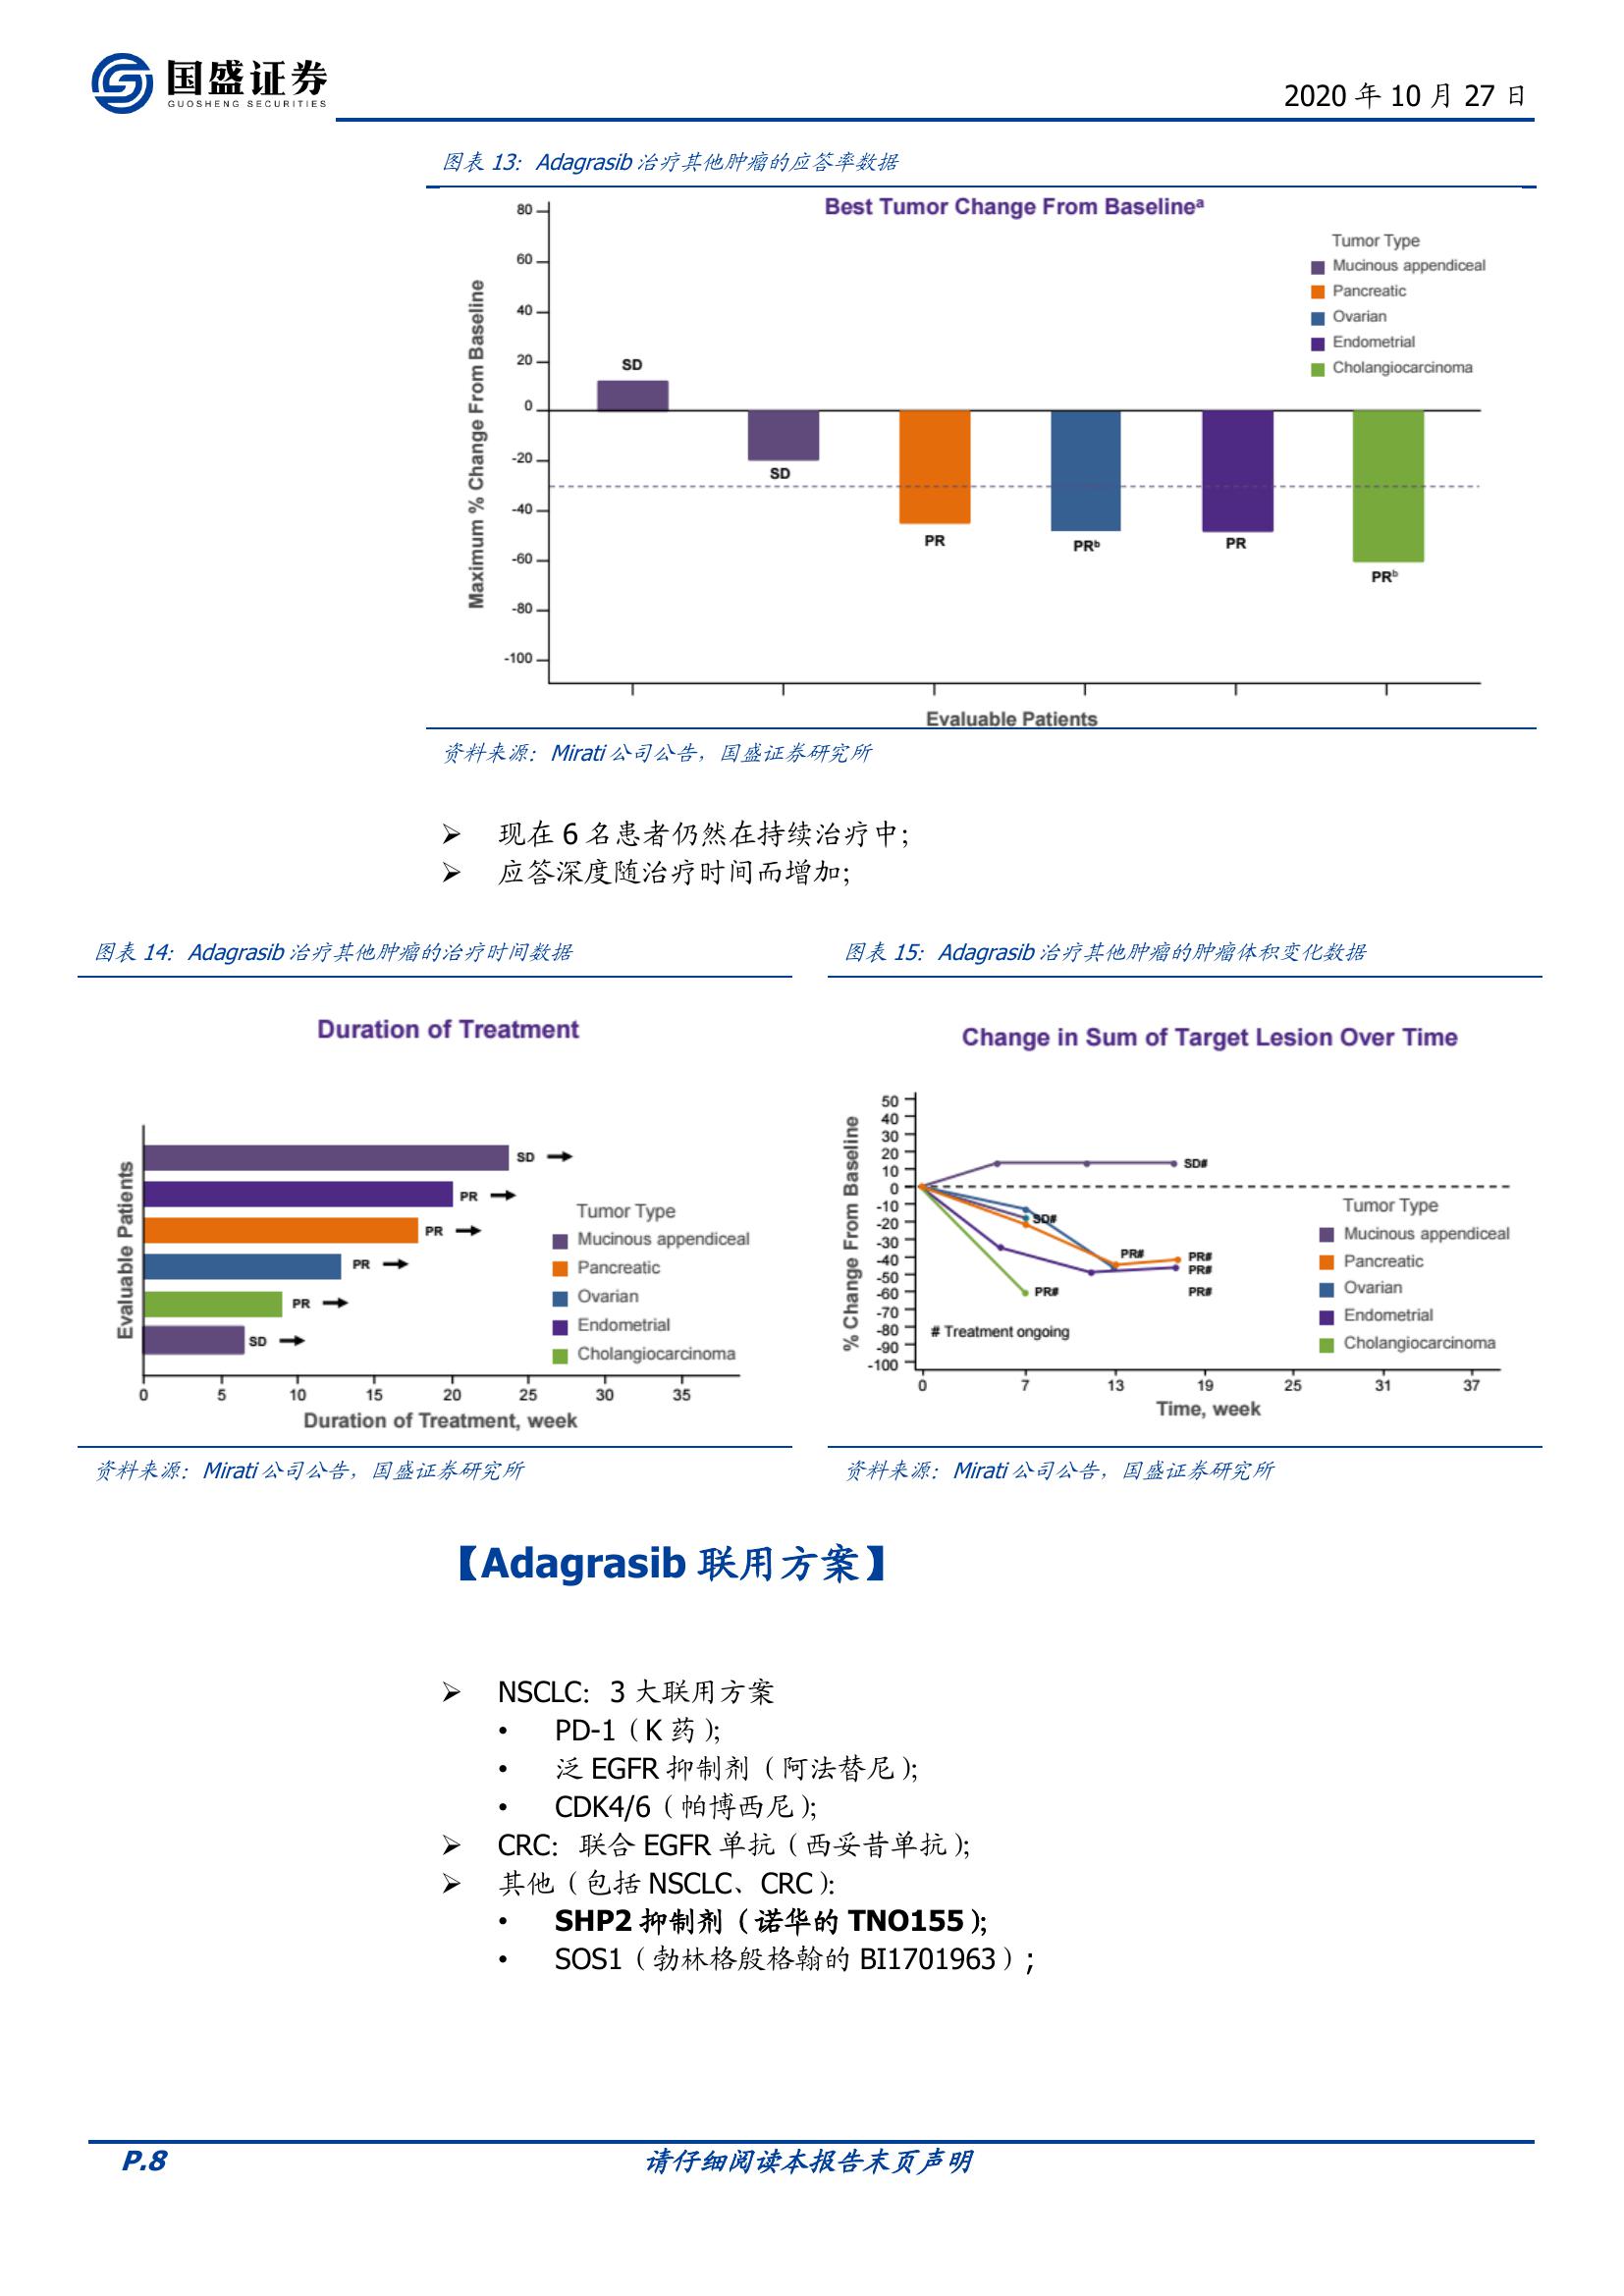 国盛证券
GUOSHENG SECURITIES
2020 年 10 月 27 日
图表 13：Adagrasib 治疗其他肿瘤的应答率数据
Best Tumor Change From Baselineᵃ
Maximum % Change From Baseline
80
60
40
20
0
-20
-40
-60
-80
-100
SD
SD
PR
PRᵇ
PR
PRᵇ
Tumor Type
Mucinous appendiceal
Pancreatic
Ovarian
Endometrial
Cholangiocarcinoma
Evaluable Patients
资料来源：Mirati 公司公告，国盛证券研究所
➢ 现在 6 名患者仍然在持续治疗中；
➢ 应答深度随治疗时间而增加；
图表 14：Adagrasib 治疗其他肿瘤的治疗时间数据
Duration of Treatment
Evaluable Patients
SD
PR
PR
PR
PR
SD
Tumor Type
Mucinous appendiceal
Pancreatic
Ovarian
Endometrial
Cholangiocarcinoma
0 5 10 15 20 25 30 35
Duration of Treatment, week
资料来源：Mirati 公司公告，国盛证券研究所
图表 15：Adagrasib 治疗其他肿瘤的肿瘤体积变化数据
Change in Sum of Target Lesion Over Time
% Change From Baseline
50
40
30
20
10
0
-10
-20
-30
-40
-50
-60
-70
-80
-90
-100
SD#
SD#
PR#
PR#
PR#
PR#
PR#
# Treatment ongoing
Tumor Type
Mucinous appendiceal
Pancreatic
Ovarian
Endometrial
Cholangiocarcinoma
0 7 13 19 25 31 37
Time, week
资料来源：Mirati 公司公告，国盛证券研究所
【Adagrasib 联用方案】
➢ NSCLC：3 大联用方案
• PD-1（K 药）；
• 泛 EGFR 抑制剂（阿法替尼）；
• CDK4/6（帕博西尼）；
➢ CRC：联合 EGFR 单抗（西妥昔单抗）；
➢ 其他（包括 NSCLC、CRC）：
• SHP2 抑制剂（诺华的 TNO155）；
• SOS1（勃林格殷格翰的 BI1701963）;
P.8
请仔细阅读本报告末页声明